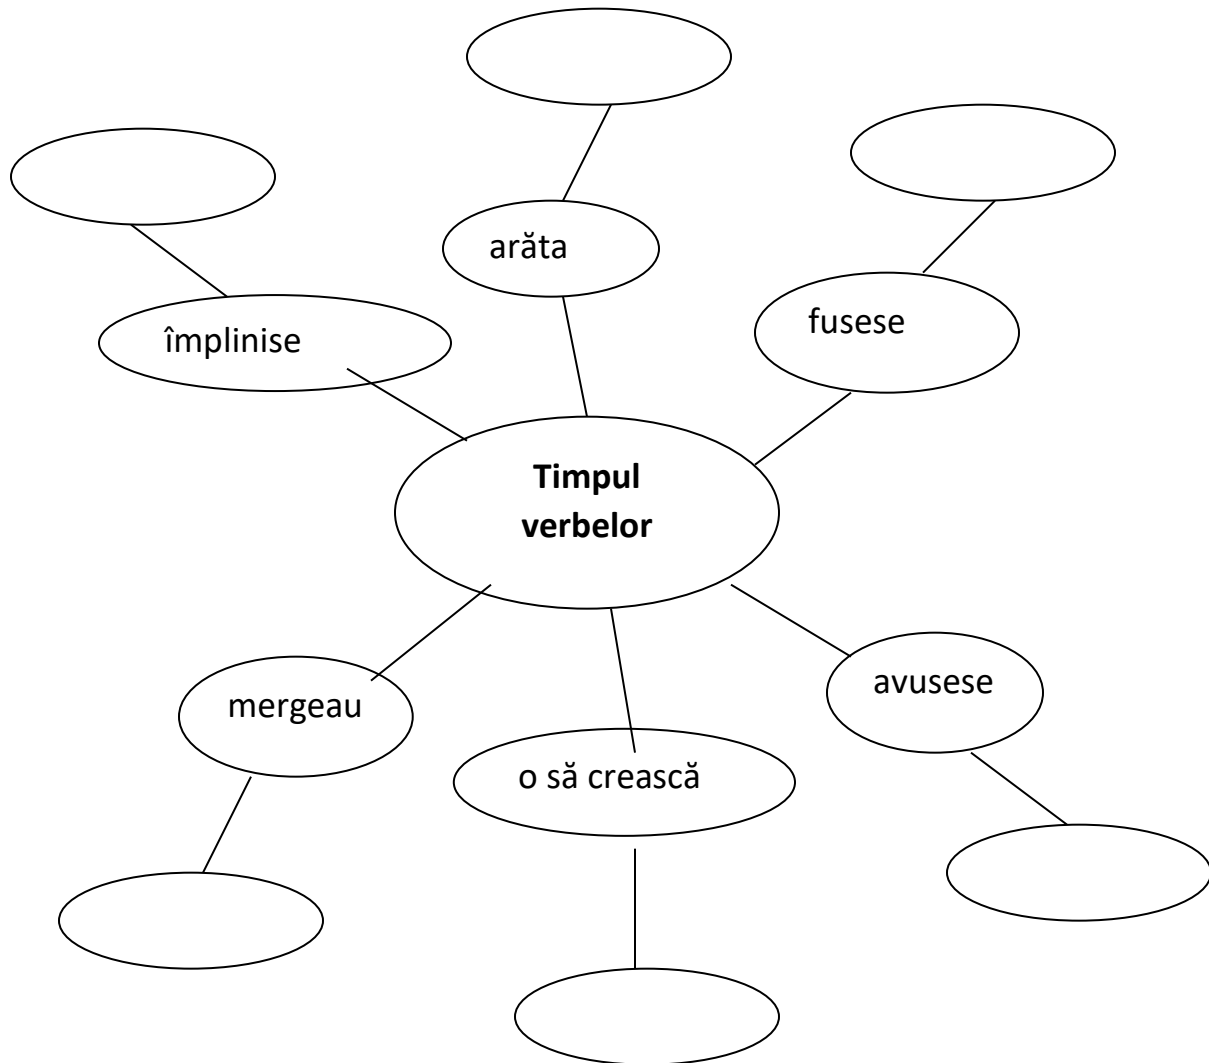 arăta
fusese
împlinise
Timpul
verbelor
avusese
mergeau
o să crească